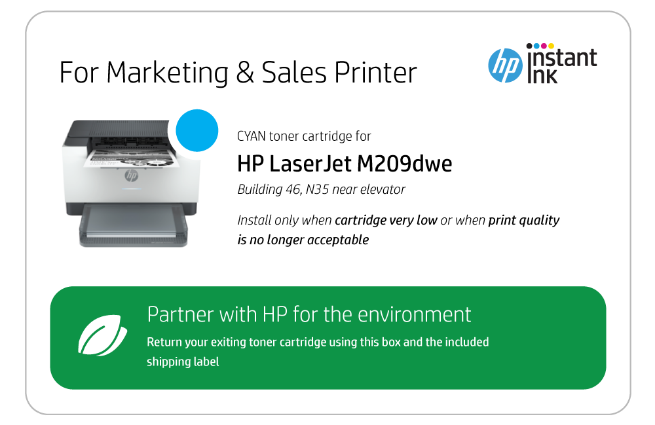 For Marketing & Sales Printer
hp instant ink
CYAN toner cartridge for
HP LaserJet M209dwe
Building 46, N35 near elevator
Install only when cartridge very low or when print quality
is no longer acceptable
Partner with HP for the environment
Return your exiting toner cartridge using this box and the included
shipping label